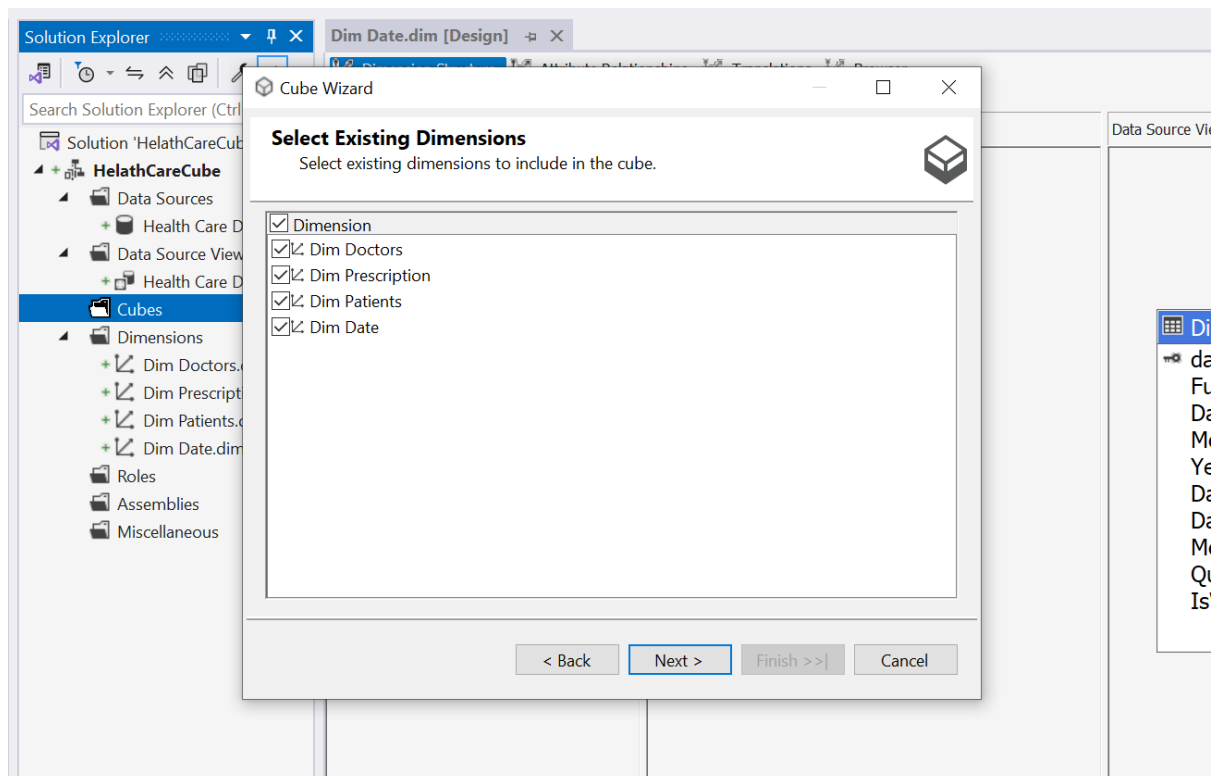 Solution Explorer
Dim Date.dim [Design]
Search Solution Explorer (Ctrl
Solution 'HelathCareCub
HelathCareCube
Data Sources
Health Care D
Data Source View
Health Care D
Cubes
Dimensions
Dim Doctors.
Dim Prescripti
Dim Patients.
Dim Date.dim
Roles
Assemblies
Miscellaneous
Cube Wizard
Select Existing Dimensions
Select existing dimensions to include in the cube.
Dimension
Dim Doctors
Dim Prescription
Dim Patients
Dim Date
< Back
Next >
Finish >>|
Cancel
Data Source Vi
Di
da
Fu
Da
Mo
Ye
Da
Da
Mo
Qu